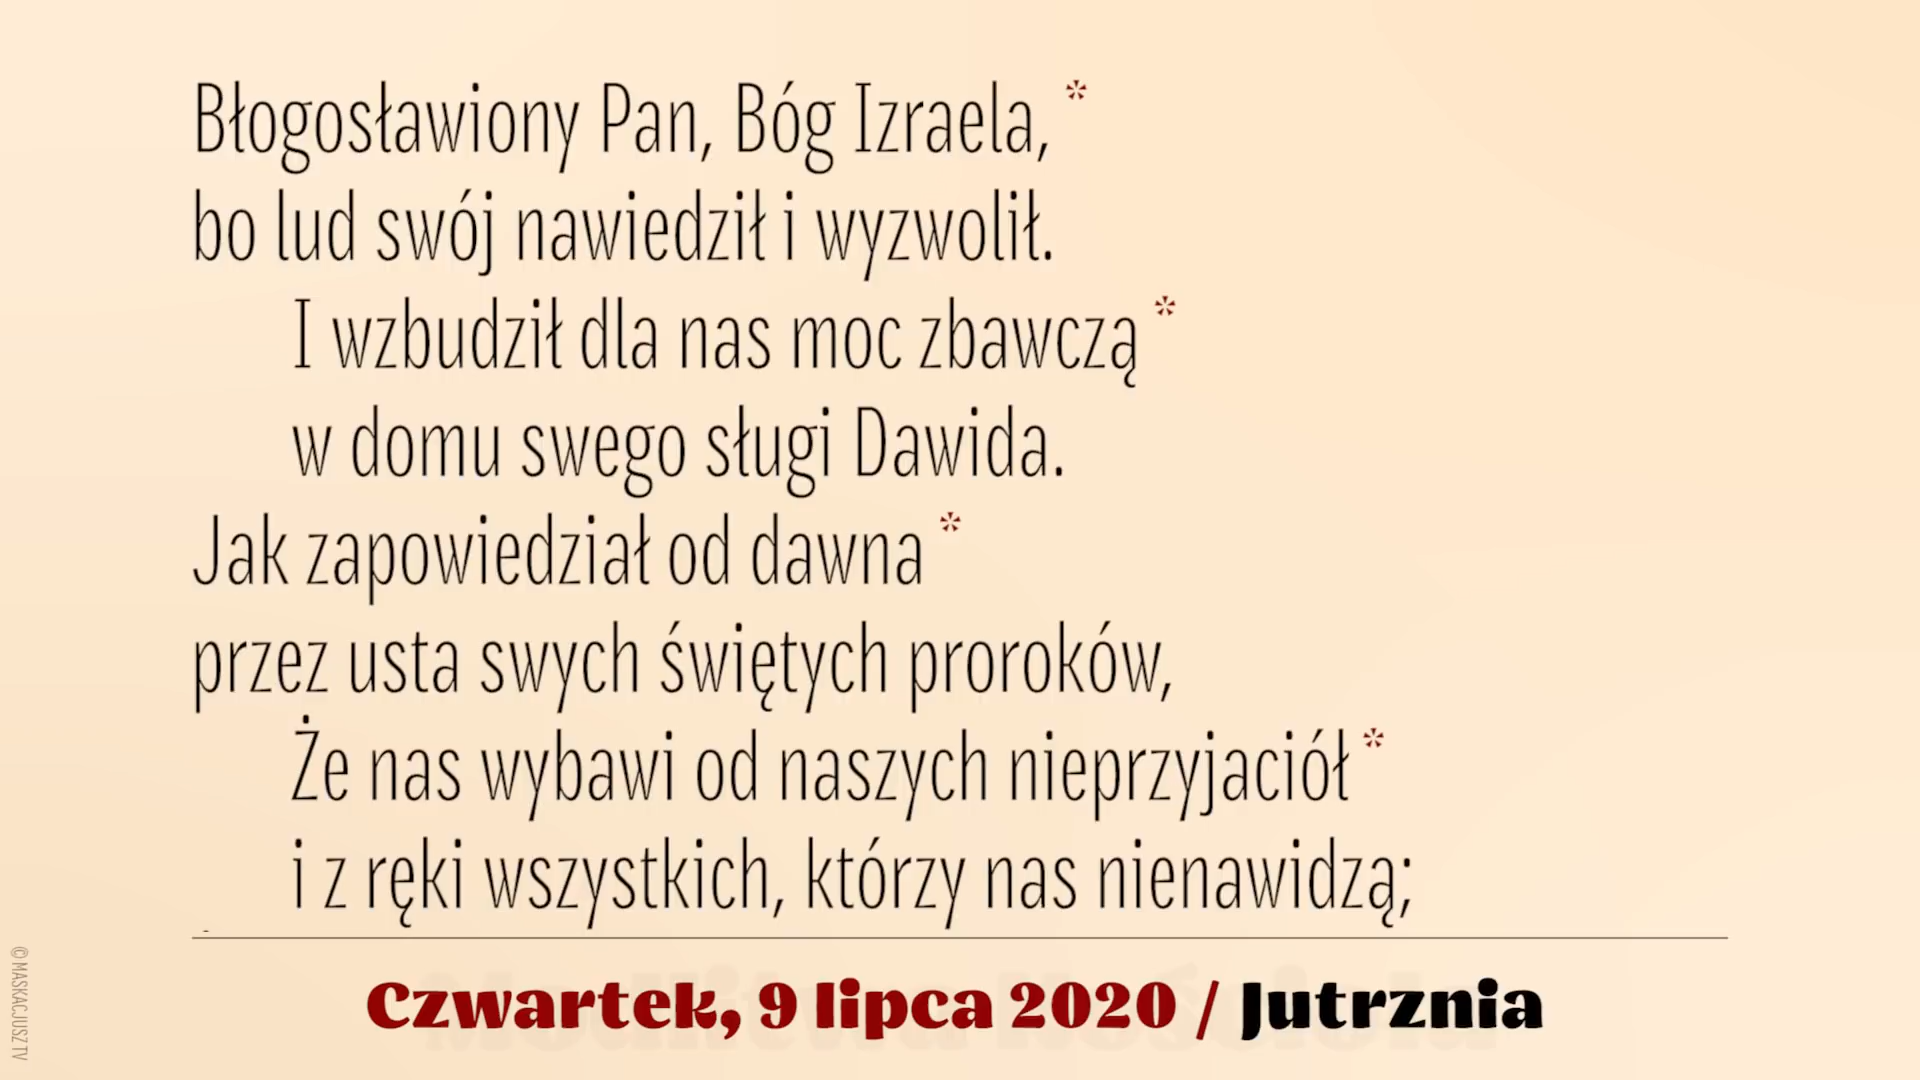 Błogosławiony Pan, Bóg Izraela, *
bo lud swój nawiedził i wyzwolił.
I wzbudził dla nas moc zbawczą *
w domu swego sługi Dawida.
Jak zapowiedział od dawna *
przez usta swych świętych proroków,
Że nas wybawi od naszych nieprzyjaciół *
i z ręki wszystkich, którzy nas nienawidzą;
Czwartek, 9 lipca 2020 / Jutrznia
© MASKACJUSZ TV